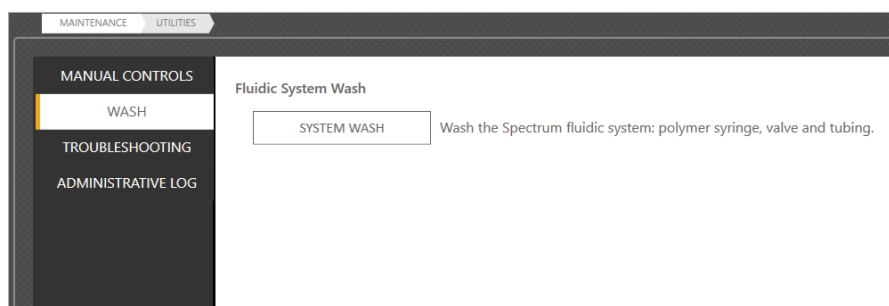 MAINTENANCE UTILITIES
MANUAL CONTROLS
WASH
TROUBLESHOOTING
ADMINISTRATIVE LOG
Fluidic System Wash
SYSTEM WASH Wash the Spectrum fluidic system: polymer syringe, valve and tubing.